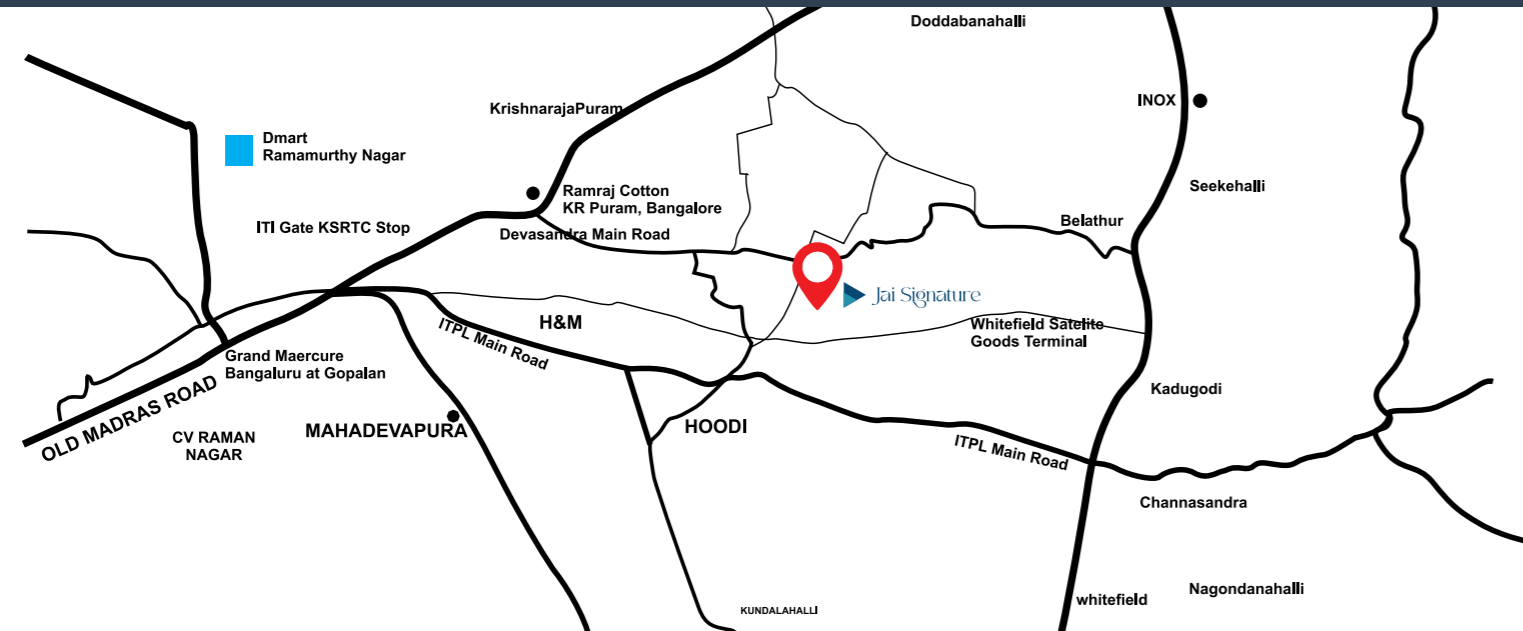 Doddabanahalli
INOX
KrishnarajaPuram
Dmart
Ramamurthy Nagar
Seekehalli
Ramraj Cotton
KR Puram, Bangalore
Belathur
ITI Gate KSRTC Stop
Devasandra Main Road
Jai Signature
H&M
ITPL Main Road
Whitefield Satelite
Goods Terminal
Grand Maercure
Bangaluru at Gopalan
Kadugodi
OLD MADRAS ROAD
CV RAMAN
NAGAR
MAHADEVAPURA
HOODI
ITPL Main Road
Channasandra
Nagondanahalli
whitefield
KUNDALAHALLI